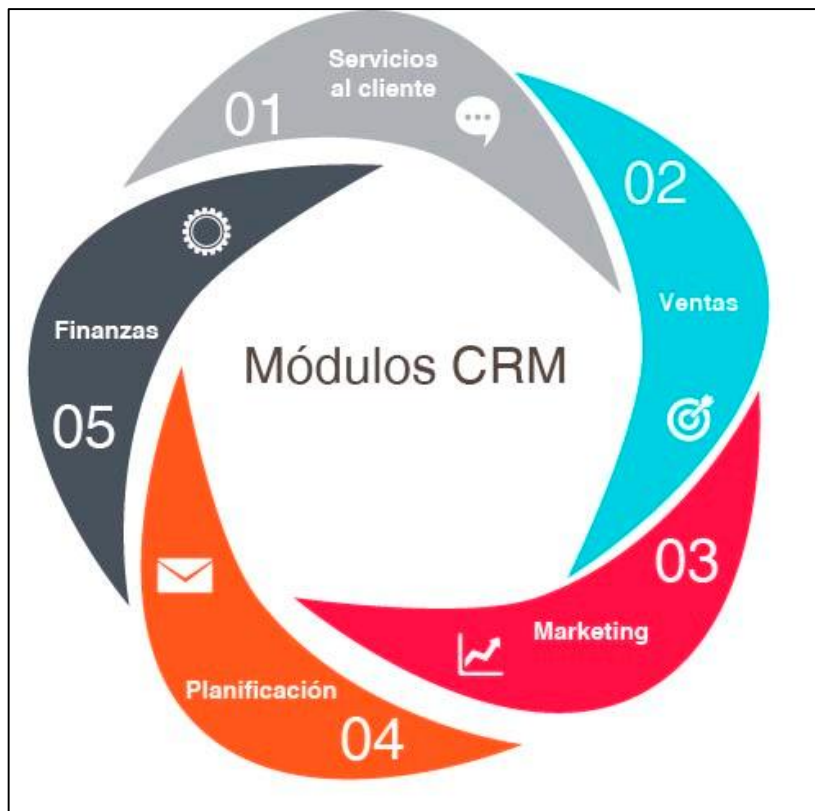 Servicios
al cliente
01
02
Ventas
Módulos CRM
03
Marketing
Planificación
04
Finanzas
05